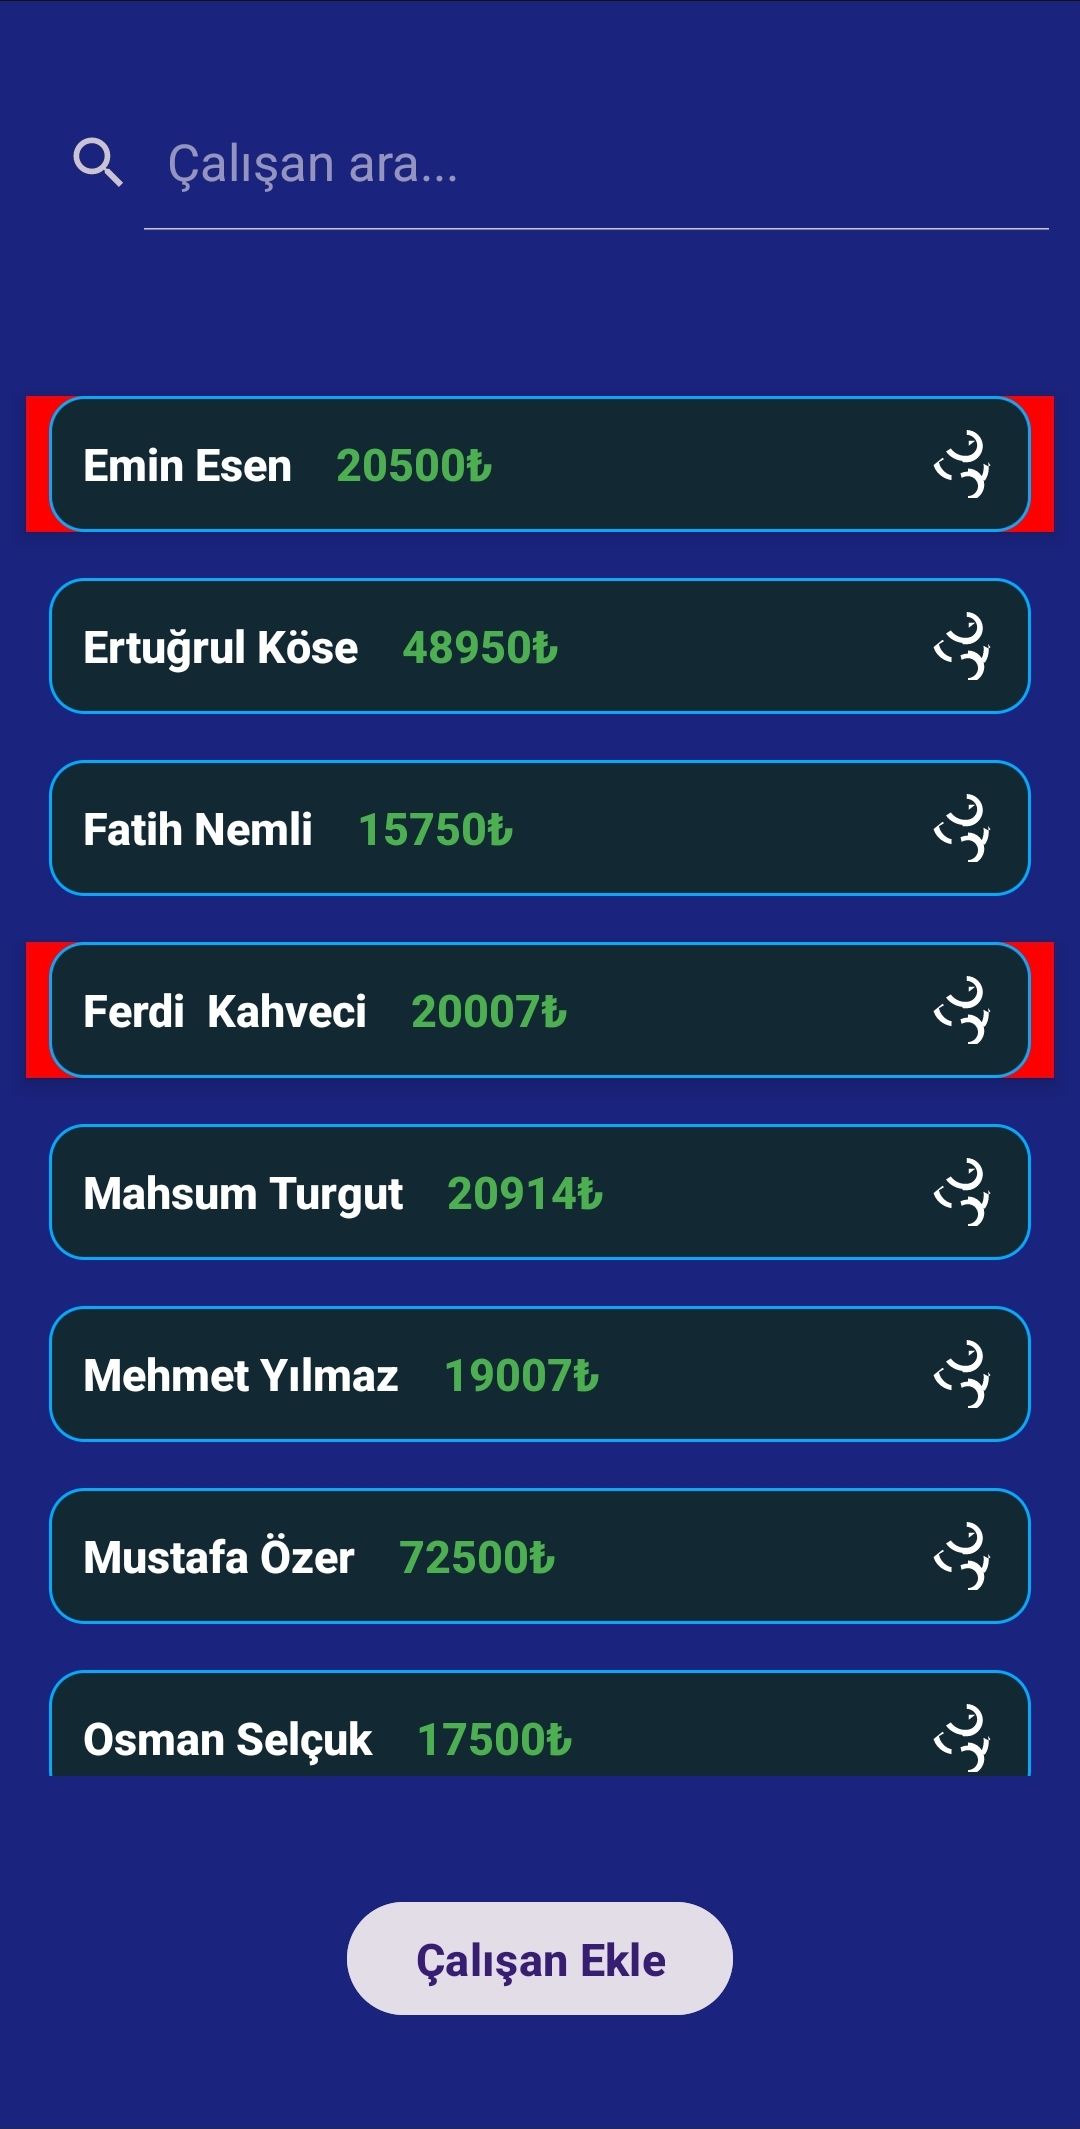 Çalışan ara...
Emin Esen 20500₺
Ertuğrul Köse 48950₺
Fatih Nemli 15750₺
Ferdi  Kahveci 20007₺
Mahsum Turgut 20914₺
Mehmet Yılmaz 19007₺
Mustafa Özer 72500₺
Osman Selçuk 17500₺
Çalışan Ekle